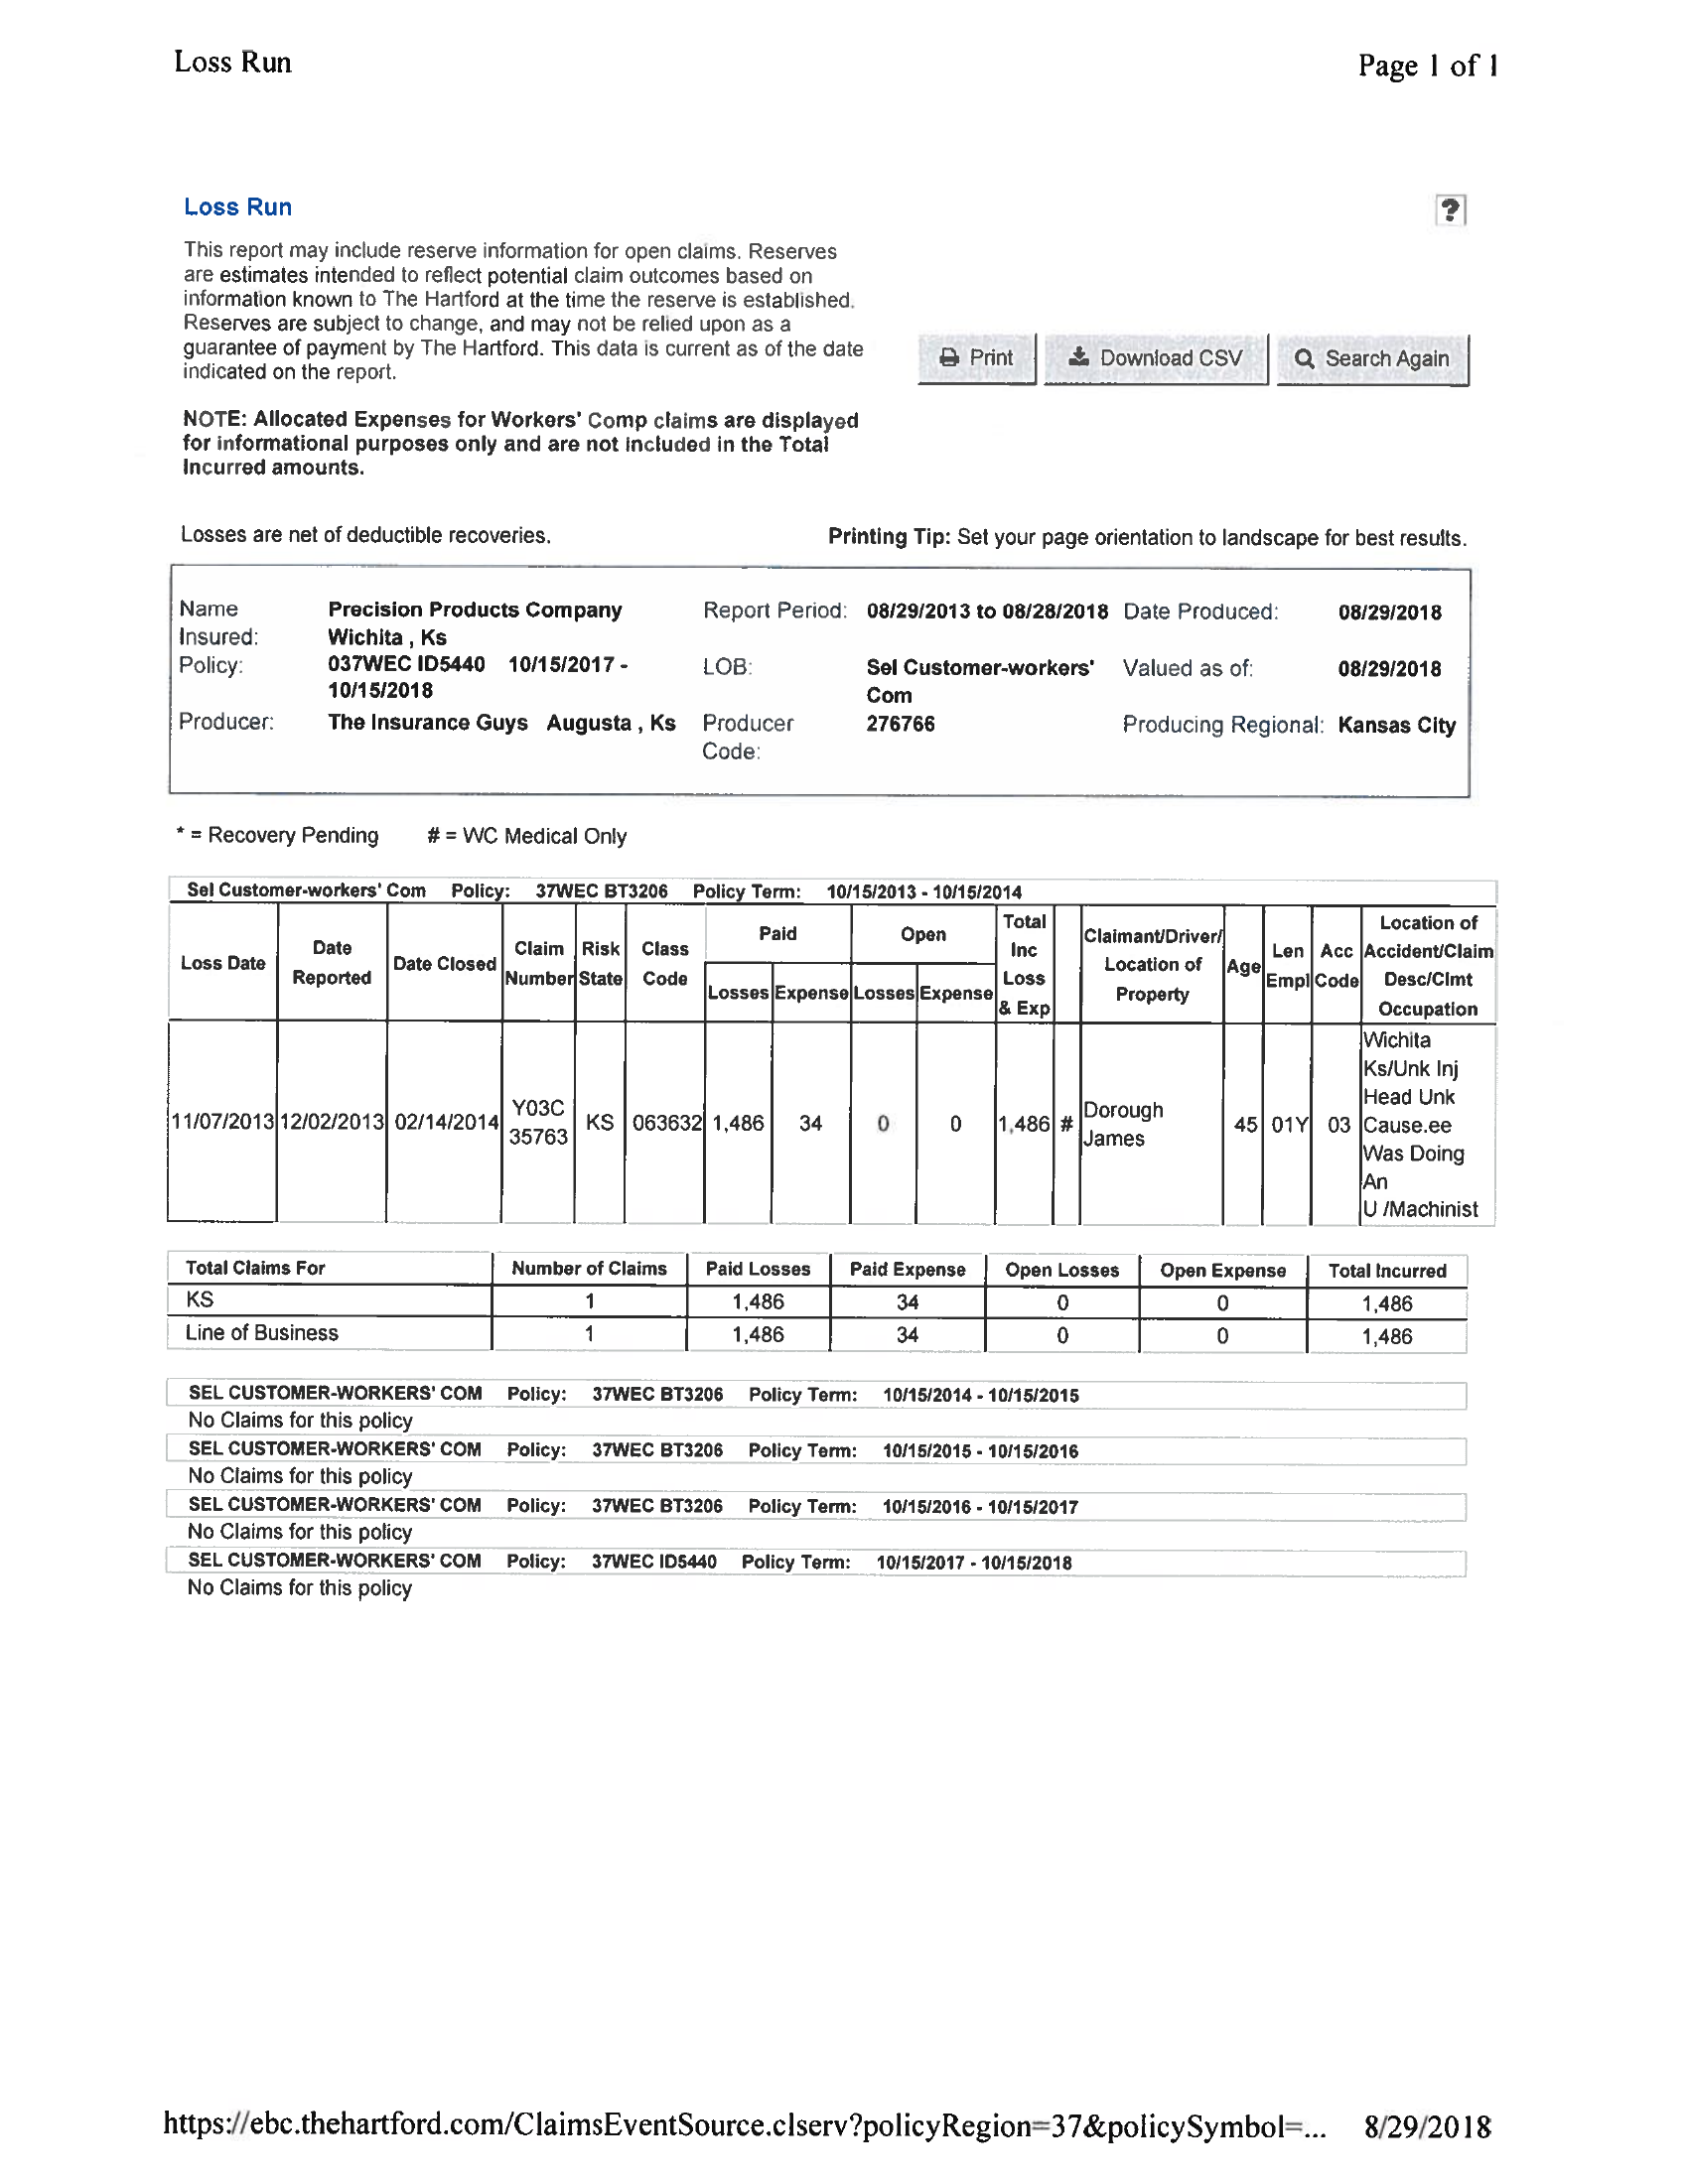 Loss Run
Page 1 of 1
Loss Run
?
This report may include reserve information for open claims. Reserves
are estimates intended to reflect potential claim outcomes based on
information known to The Hartford at the time the reserve is established.
Reserves are subject to change, and may not be relied upon as a
guarantee of payment by The Hartford. This data is current as of the date
indicated on the report.
Print
Download CSV
Search Again
NOTE: Allocated Expenses for Workers' Comp claims are displayed
for informational purposes only and are not included in the Total
Incurred amounts.
Losses are net of deductible recoveries.
Printing Tip: Set your page orientation to landscape for best results.
Name Insured: Precision Products Company Wichita , Ks
Report Period: 08/29/2013 to 08/28/2018
Date Produced: 08/29/2018
Policy: 037WEC ID5440 10/15/2017 - 10/15/2018
LOB: Sel Customer-workers' Com
Valued as of: 08/29/2018
Producer: The Insurance Guys Augusta , Ks
Producer Code: 276766
Producing Regional: Kansas City
* = Recovery Pending # = WC Medical Only
Sel Customer-workers' Com Policy: 37WEC BT3206 Policy Term: 10/15/2013 - 10/15/2014
Loss Date
Date Reported
Date Closed
Claim Number
Risk State
Class Code
Paid
Losses Expense
Open
Losses Expense
Total Inc Loss & Exp
Claimant/Driver/ Location of Property
Age
Len Empl
Acc Code
Location of Accident/Claim Desc/Clmt Occupation
11/07/2013 12/02/2013 02/14/2014 Y03C 35763 KS 063632 1,486 34 0 0 1,486 # Dorough James 45 01Y 03
Wichita
Ks/Unk Inj
Head Unk
Cause.ee
Was Doing
An
U /Machinist
Total Claims For Number of Claims Paid Losses Paid Expense Open Losses Open Expense Total Incurred
KS 1 1,486 34 0 0 1,486
Line of Business 1 1,486 34 0 0 1,486
SEL CUSTOMER-WORKERS' COM Policy: 37WEC BT3206 Policy Term: 10/15/2014 - 10/15/2015
No Claims for this policy
SEL CUSTOMER-WORKERS' COM Policy: 37WEC BT3206 Policy Term: 10/15/2015 - 10/15/2016
No Claims for this policy
SEL CUSTOMER-WORKERS' COM Policy: 37WEC BT3206 Policy Term: 10/15/2016 - 10/15/2017
No Claims for this policy
SEL CUSTOMER-WORKERS' COM Policy: 37WEC ID5440 Policy Term: 10/15/2017 - 10/15/2018
No Claims for this policy
https://ebc.thehartford.com/ClaimsEventSource.clserv?policyRegion=37&policySymbol=... 8/29/2018